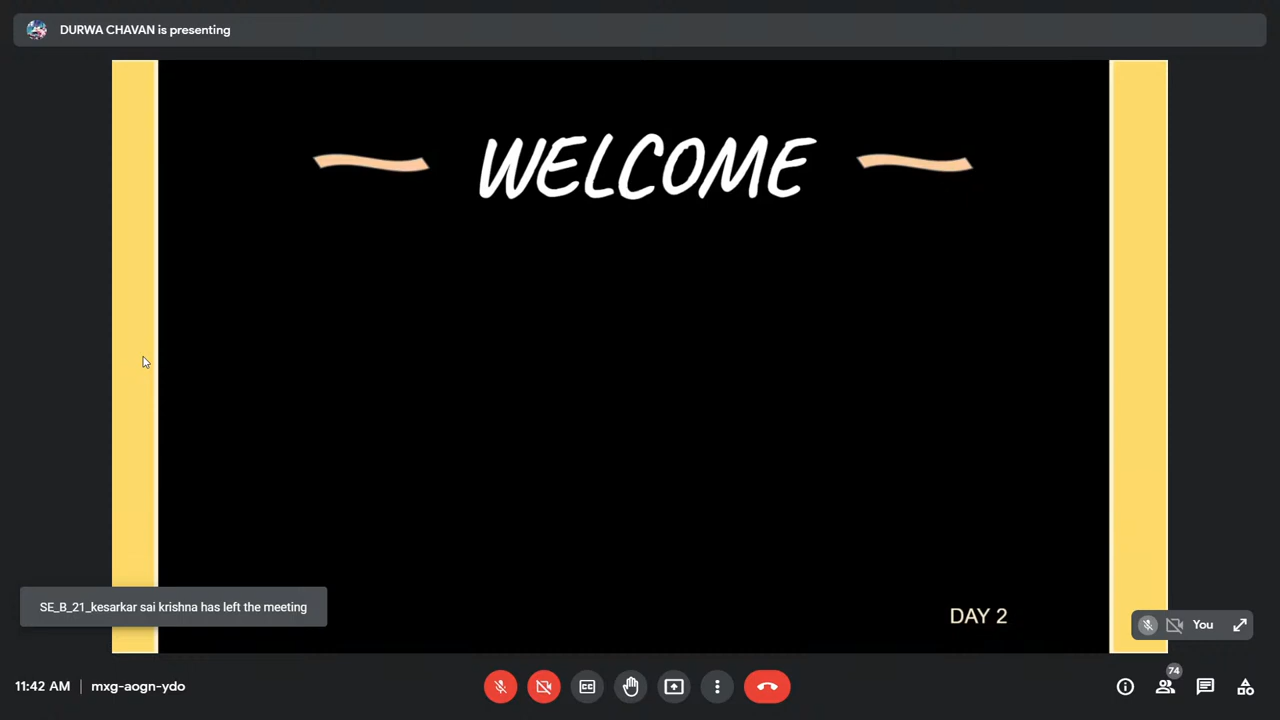 DURWA CHAVAN is presenting
WELCOME
DAY 2
SE_B_21_kesarkar sai krishna has left the meeting
You
11:42 AM | mxg-aogn-ydo
74